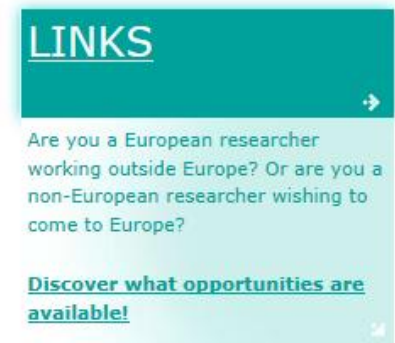 LINKS
Are you a European researcher
working outside Europe? Or are you a
non-European researcher wishing to
come to Europe?
Discover what opportunities are
available!